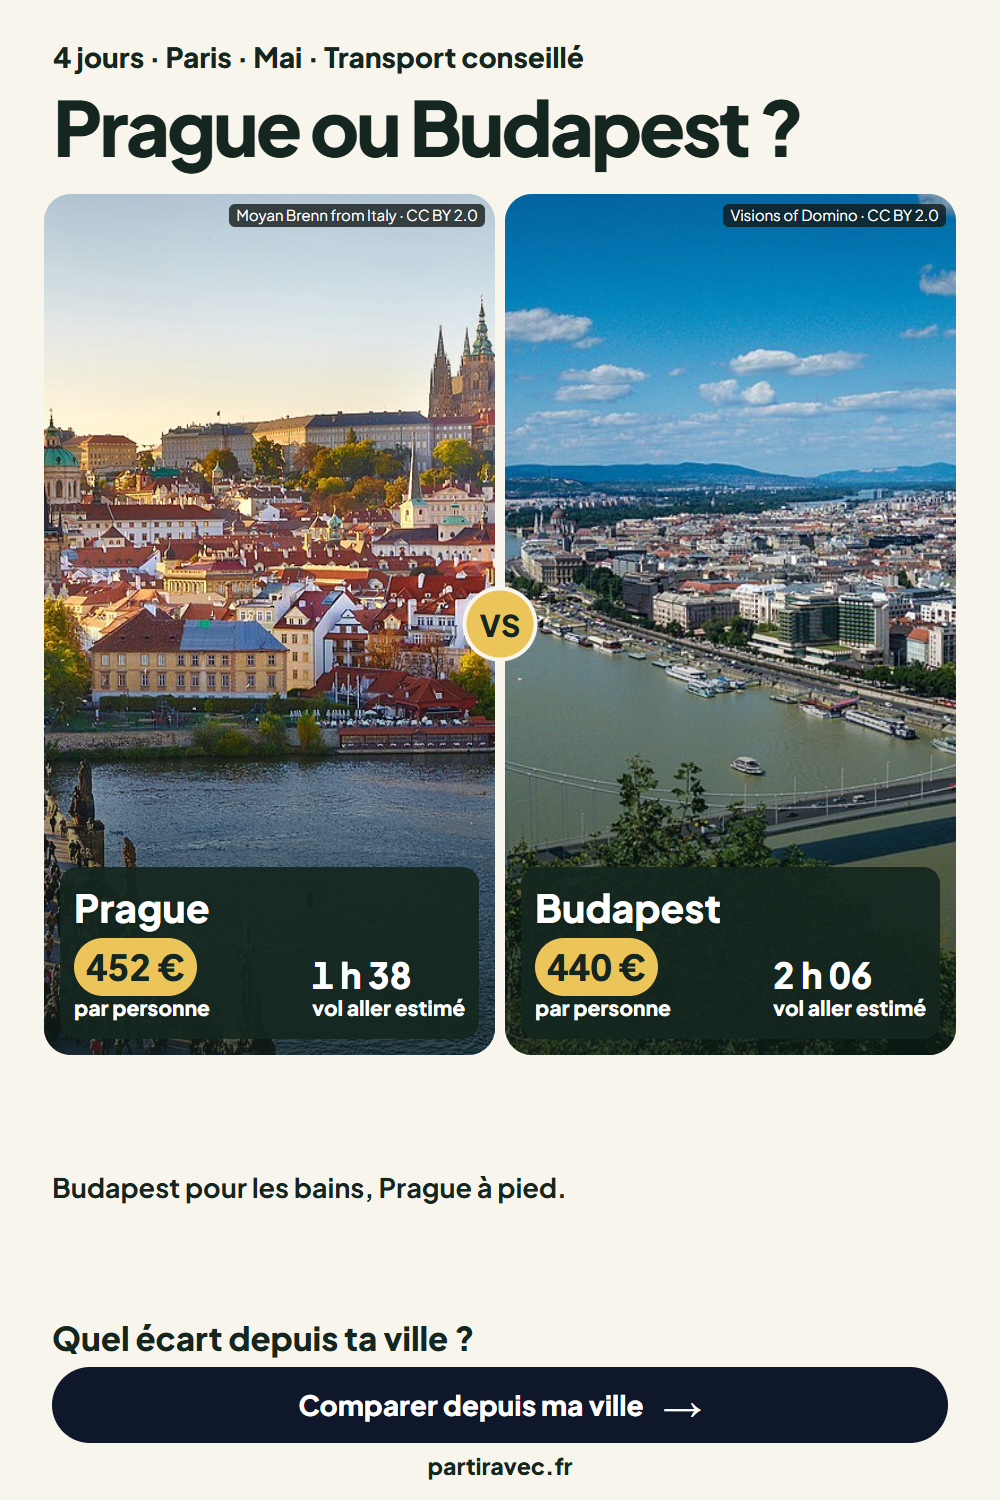 4 jours · Paris · Mai · Transport conseillé
Prague ou Budapest ?
Moyan Brenn from Italy · CC BY 2.0
Visions of Domino · CC BY 2.0
VS
Prague
452 €
par personne
1 h 38
vol aller estimé
Budapest
440 €
par personne
2 h 06
vol aller estimé
Budapest pour les bains, Prague à pied.
Quel écart depuis ta ville ?
Comparer depuis ma ville →
partiravec.fr